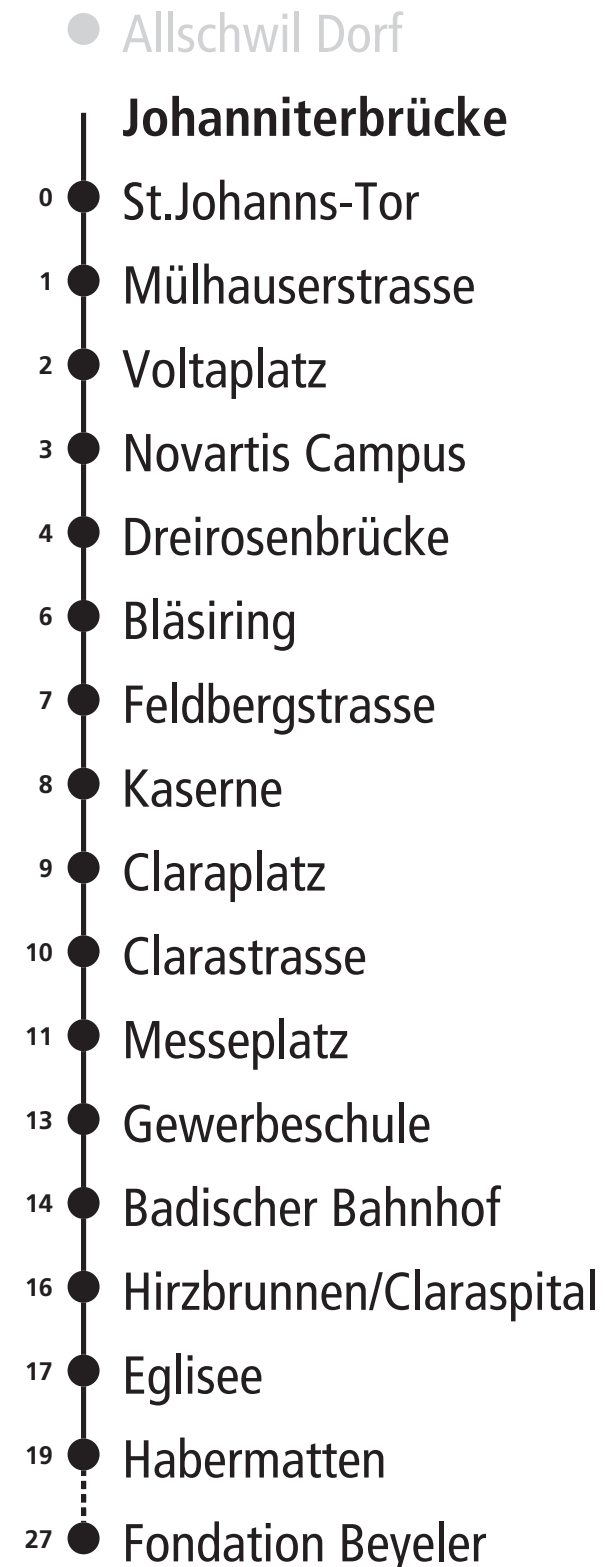 Allschwil Dorf
Johanniterbrücke
0 St.Johanns-Tor
1 Mülhauserstrasse
2 Voltaplatz
3 Novartis Campus
4 Dreirosenbrücke
6 Bläsiring
7 Feldbergstrasse
8 Kaserne
9 Claraplatz
10 Clarastrasse
11 Messeplatz
13 Gewerbeschule
14 Badischer Bahnhof
16 Hirzbrunnen/Claraspital
17 Eglisee
19 Habermatten
27 Fondation Beyeler